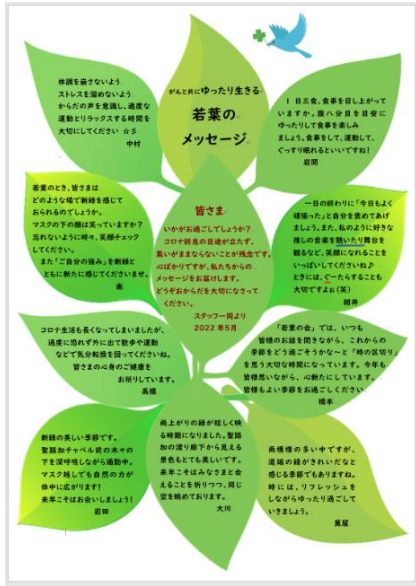 がんと共にゆったり生きる
若葉の
メッセージ
体調を崩さないよう
ストレスを溜めないよう
からだの声を意識し、適度な
運動とリラックスする時間を
大切にしてください ☆彡
中村
1日三食、食事を召し上がって
いますか。腹八分目を目安に
ゆったりして食事を楽しみ
ましょう。食事をして、運動して、
ぐっすり眠れるといいですね!
岩間
皆さま
いかがお過ごしでしょうか?
コロナ終息の目途が立たず、
集いがままならないことが残念です。
心ばかりですが、私たちからの
メッセージをお届けします。
どうぞおからだを大切になさって
ください。
スタッフ一同より
2022年5月
若葉のとき、皆さまは
どのような場で新緑を感じて
おられるのでしょうか。
マスクの下の顔は笑っていますか?
忘れないように時々、笑顔チェック
してください。
また「ご自分の強み」を新緑と
ともに新たに感じてくださいませ。
一日の終わりに「今日もよく
頑張った」と自分を褒めてあげ
ましょう。また、私のように好きな
推しの音楽を聴いたり舞台を
観るなど、笑顔になれることを
いっぱいしてくださいね♪
ときには、ぐーたらすることも
大切ですよぉ(笑)
コロナ生活も長くなってしまいましたが、
過度に恐れず外に出て散歩や運動
などで気分転換を図ってくださいね。
皆さまの心身のご健康を
お祈りしています。
高橋
「若葉の会」では、いつも
皆様のお話を聞きながら、これからの
季節をどう過ごそうかな~と「時の区切り」
を思う大切な時間になっています。今年も
皆様思いながら、心新たにしています。
皆様もよい季節をお過ごしください
橋本
新緑の美しい季節です。
聖路加チャペル前の木々の
下を深呼吸しながら通勤中。
マスク越しでも自然の力が
体中に広がります!
来年こそはお会いしましょう!
岩田
雨上がりの緑が眩しく映
る時期になりました。聖路
加の渡り廊下から見える
景色もとても美しいです。
来年こそはみなさまと会
えることを祈りつつ、同じ
空を眺めております。
大川
雨模様の多い中ですが、
道端の緑がきれいだなと
感じる季節でもありますね。
時には、リフレッシュを
しながらゆったり過ごして
いきましょう。
萬屋